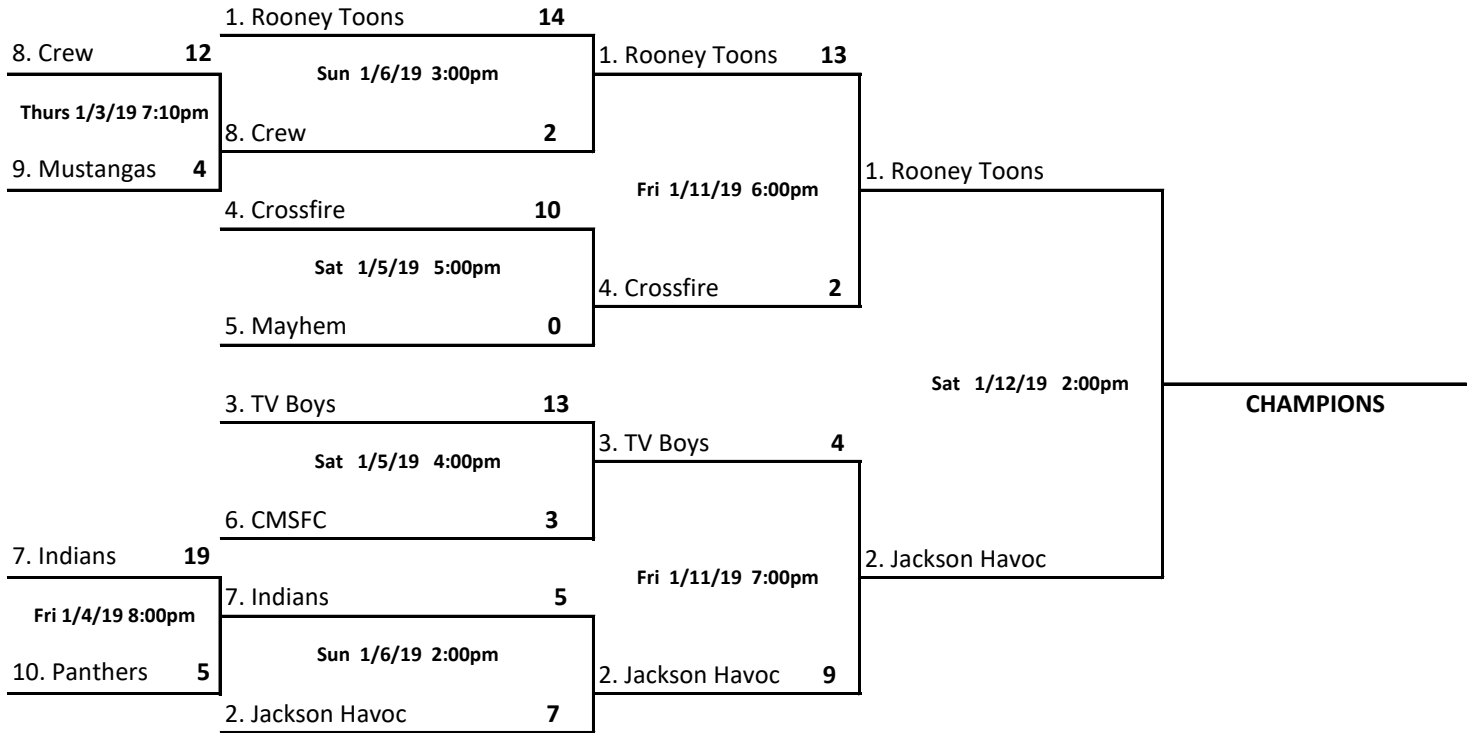 1. Rooney Toons 14
8. Crew 12
Sun 1/6/19 3:00pm
1. Rooney Toons 13
Thurs 1/3/19 7:10pm
8. Crew 2
9. Mustangas 4
1. Rooney Toons
Fri 1/11/19 6:00pm
4. Crossfire 10
Sat 1/5/19 5:00pm
4. Crossfire 2
5. Mayhem 0
Sat 1/12/19 2:00pm
CHAMPIONS
3. TV Boys 13
3. TV Boys 4
Sat 1/5/19 4:00pm
6. CMSFC 3
7. Indians 19
2. Jackson Havoc
Fri 1/11/19 7:00pm
7. Indians 5
Fri 1/4/19 8:00pm
Sun 1/6/19 2:00pm
10. Panthers 5
2. Jackson Havoc 9
2. Jackson Havoc 7